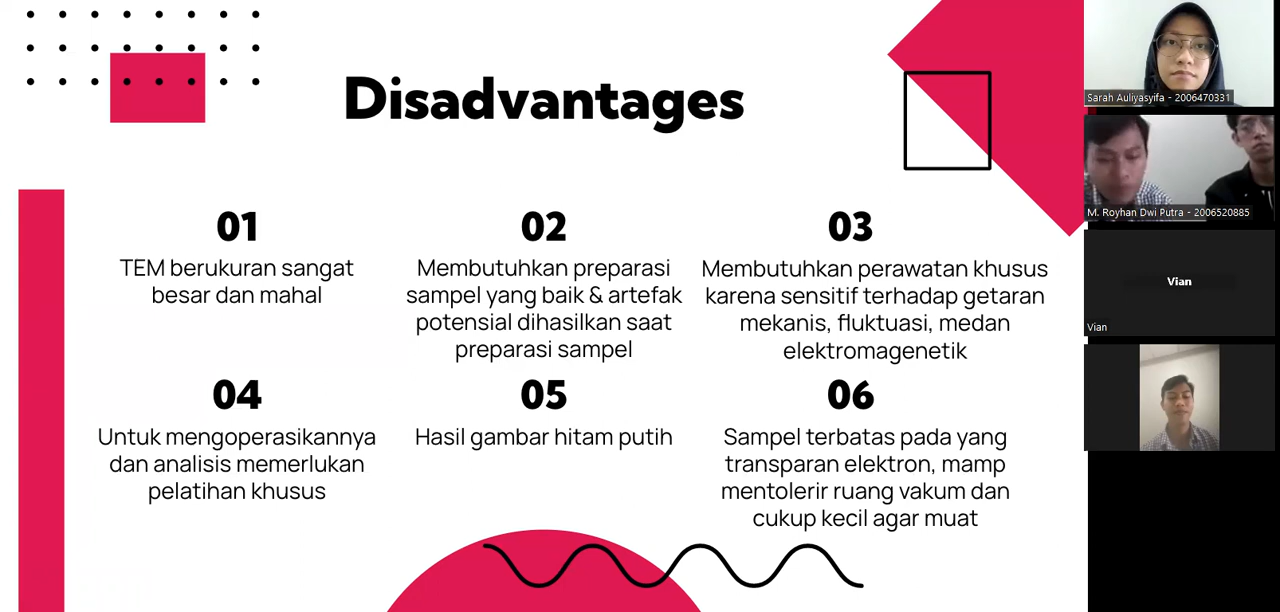 Disadvantages
01
TEM berukuran sangat
besar dan mahal
02
Membutuhkan preparasi
sampel yang baik & artefak
potensial dihasilkan saat
preparasi sampel
03
Membutuhkan perawatan khusus
karena sensitif terhadap getaran
mekanis, fluktuasi, medan
elektromagenetik
04
Untuk mengoperasikannya
dan analisis memerlukan
pelatihan khusus
05
Hasil gambar hitam putih
06
Sampel terbatas pada yang
transparan elektron, mamp
mentolerir ruang vakum dan
cukup kecil agar muat
Sarah Auliyasyifa - 2006470331
M. Royhan Dwi Putra - 2006520885
Vian
Vian